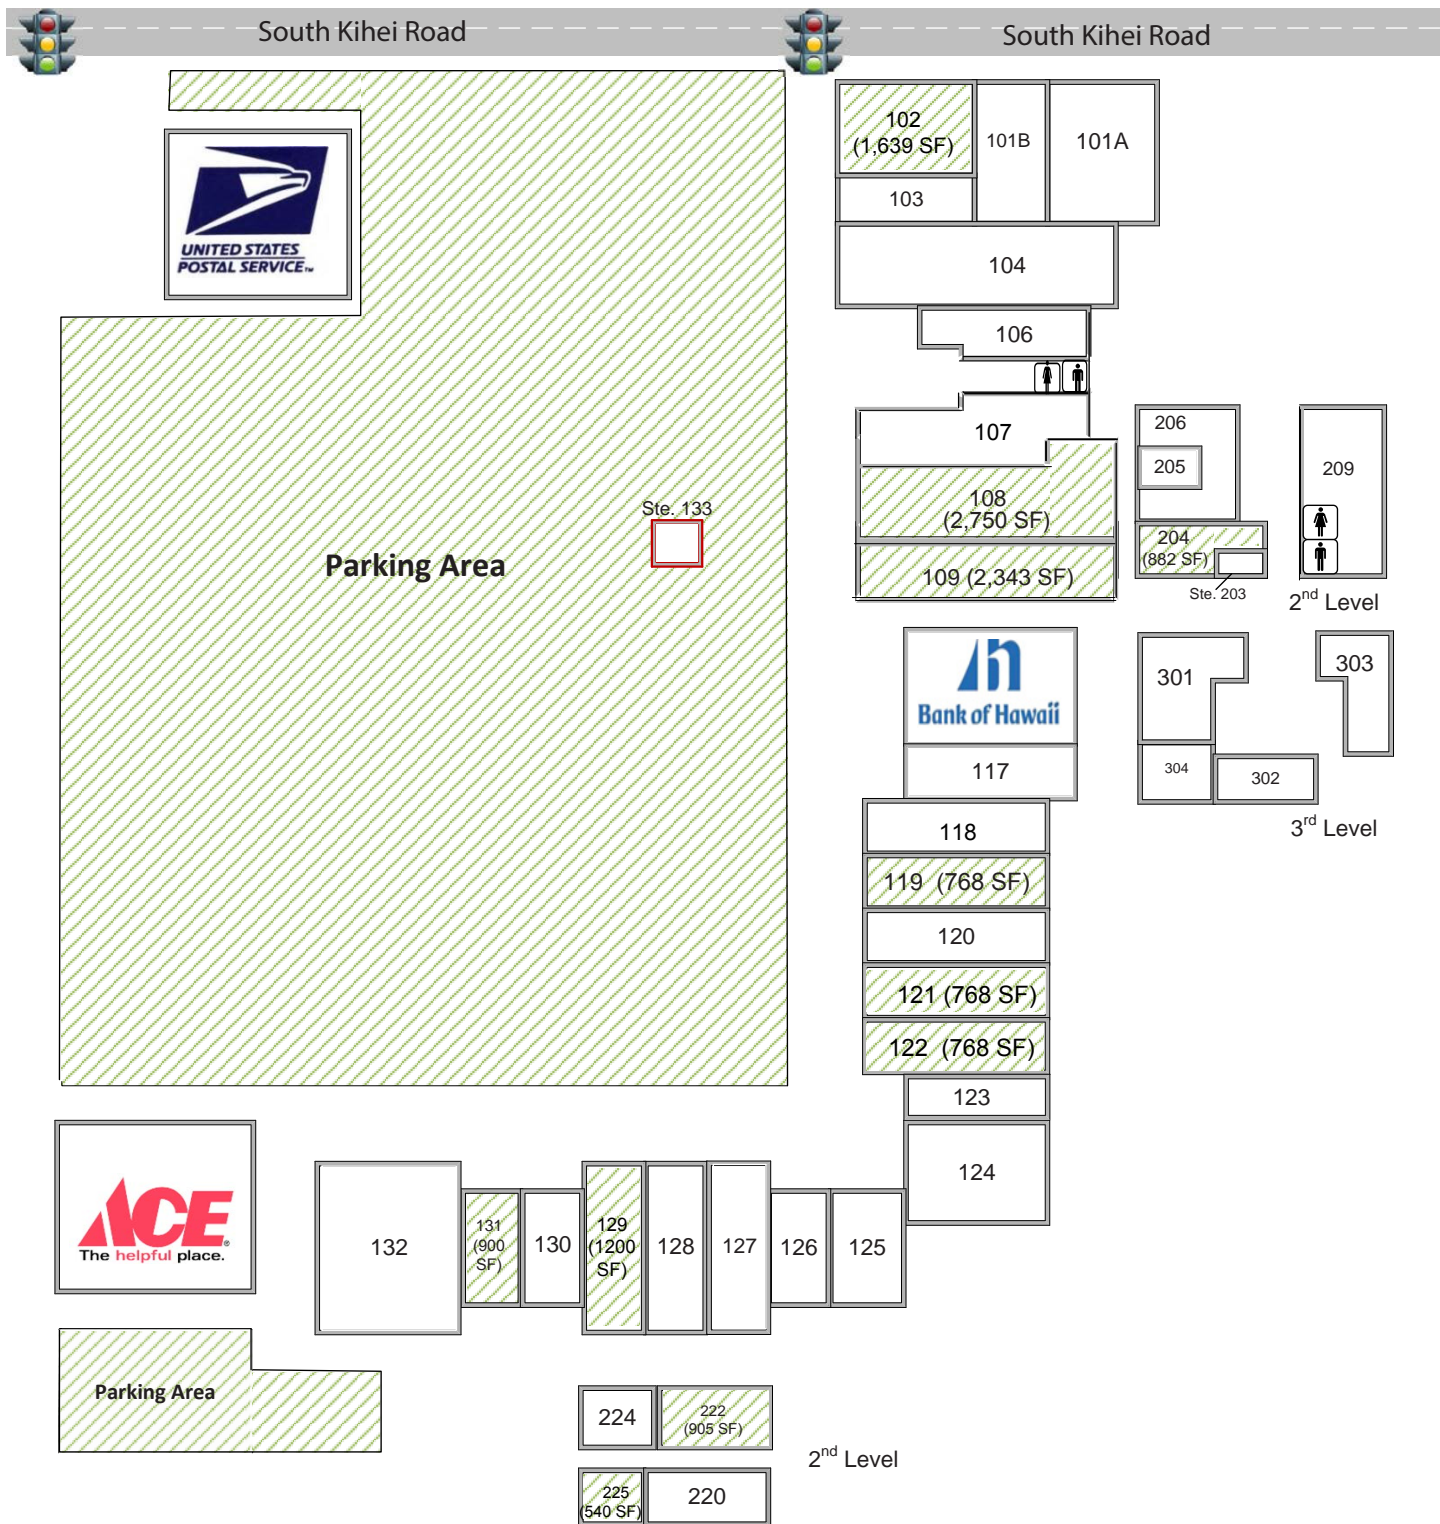 South Kihei Road
South Kihei Road
UNITED STATES
POSTAL SERVICE™
102
(1,639 SF)
101B
101A
103
104
106
107
108
(2,750 SF)
109 (2,343 SF)
206
205
204
(882 SF)
Ste. 203
209
2nd Level
Ste. 133
Parking Area
Bank of Hawaii
117
301
303
304
302
3rd Level
118
119 (768 SF)
120
121 (768 SF)
122 (768 SF)
123
124
ACE®
The helpful place.
132
131
(900
SF)
130
129
(1200
SF)
128
127
126
125
Parking Area
224
222
(905 SF)
2nd Level
225
(540 SF)
220